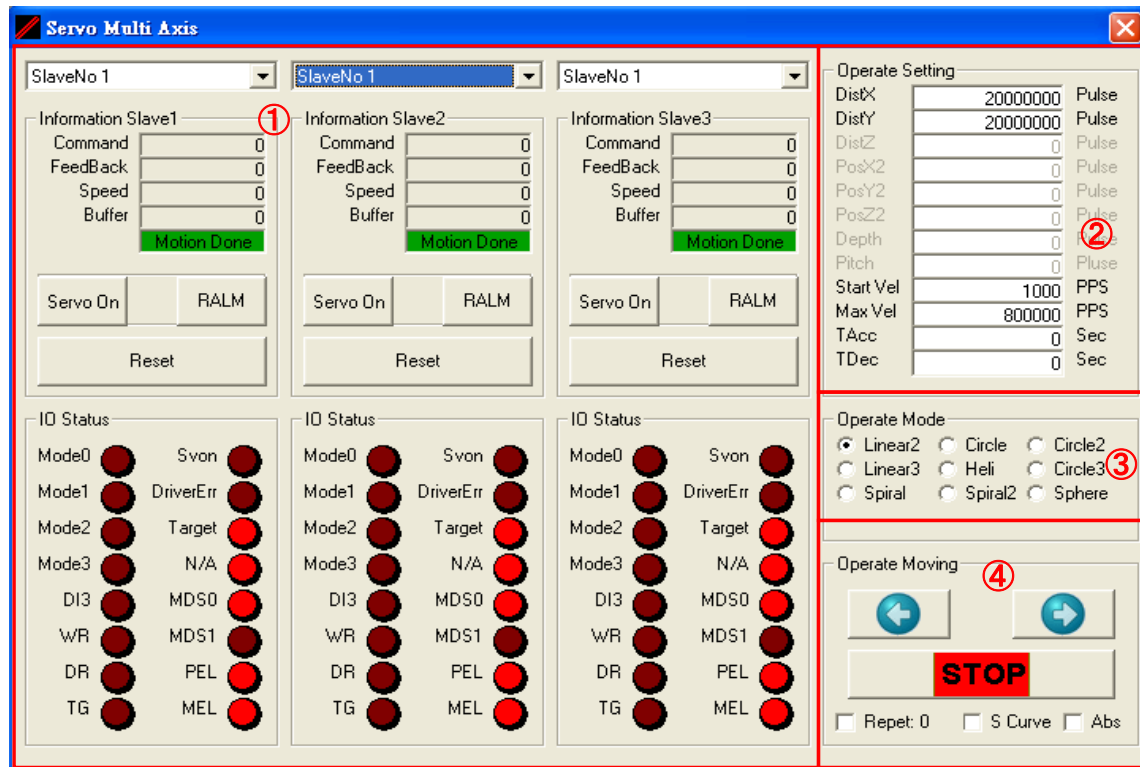 Servo Multi Axis
SlaveNo 1
SlaveNo 1
SlaveNo 1
①
Information Slave1
Command 0
FeedBack 0
Speed 0
Buffer 0
Motion Done
Servo On RALM
Reset
Information Slave2
Command 0
FeedBack 0
Speed 0
Buffer 0
Motion Done
Servo On RALM
Reset
Information Slave3
Command 0
FeedBack 0
Speed 0
Buffer 0
Motion Done
Servo On RALM
Reset
IO Status
Mode0 Svon
Mode1 DriverErr
Mode2 Target
Mode3 N/A
DI3 MDS0
WR MDS1
DR PEL
TG MEL
IO Status
Mode0 Svon
Mode1 DriverErr
Mode2 Target
Mode3 N/A
DI3 MDS0
WR MDS1
DR PEL
TG MEL
IO Status
Mode0 Svon
Mode1 DriverErr
Mode2 Target
Mode3 N/A
DI3 MDS0
WR MDS1
DR PEL
TG MEL
Operate Setting
DistX 20000000 Pulse
DistY 20000000 Pulse
DistZ 0 Pulse
PosX2 0 Pulse
PosY2 0 Pulse
PosZ2 0 Pulse
②
Depth 0 Pulse
Pitch 0 Pluse
Start Vel 1000 PPS
Max Vel 800000 PPS
TAcc 0 Sec
TDec 0 Sec
Operate Mode
Linear2 Circle Circle2
Linear3 Heli Circle3
③
Spiral Spiral2 Sphere
Operate Moving
④
STOP
Repet: 0 S Curve Abs